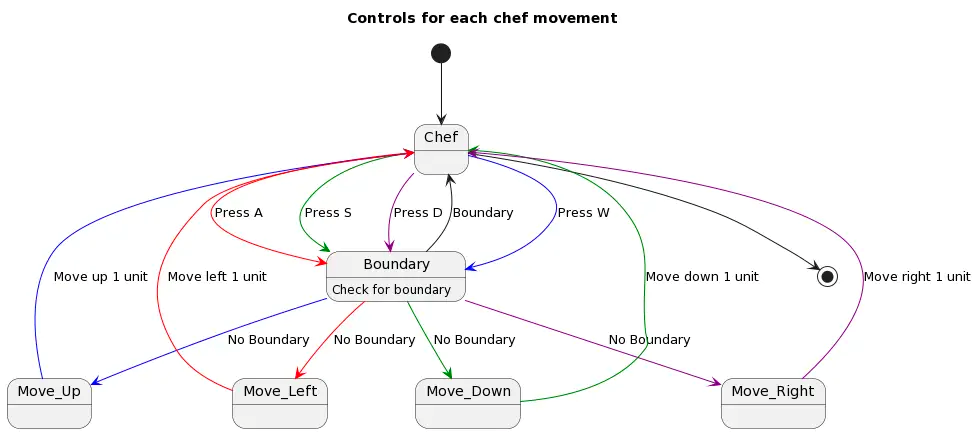 Controls for each chef movement
Chef
Press A
Press S
Press D
Boundary
Press W
Boundary
Check for boundary
Move up 1 unit
Move left 1 unit
Move down 1 unit
Move right 1 unit
No Boundary
No Boundary
No Boundary
No Boundary
Move_Up
Move_Left
Move_Down
Move_Right